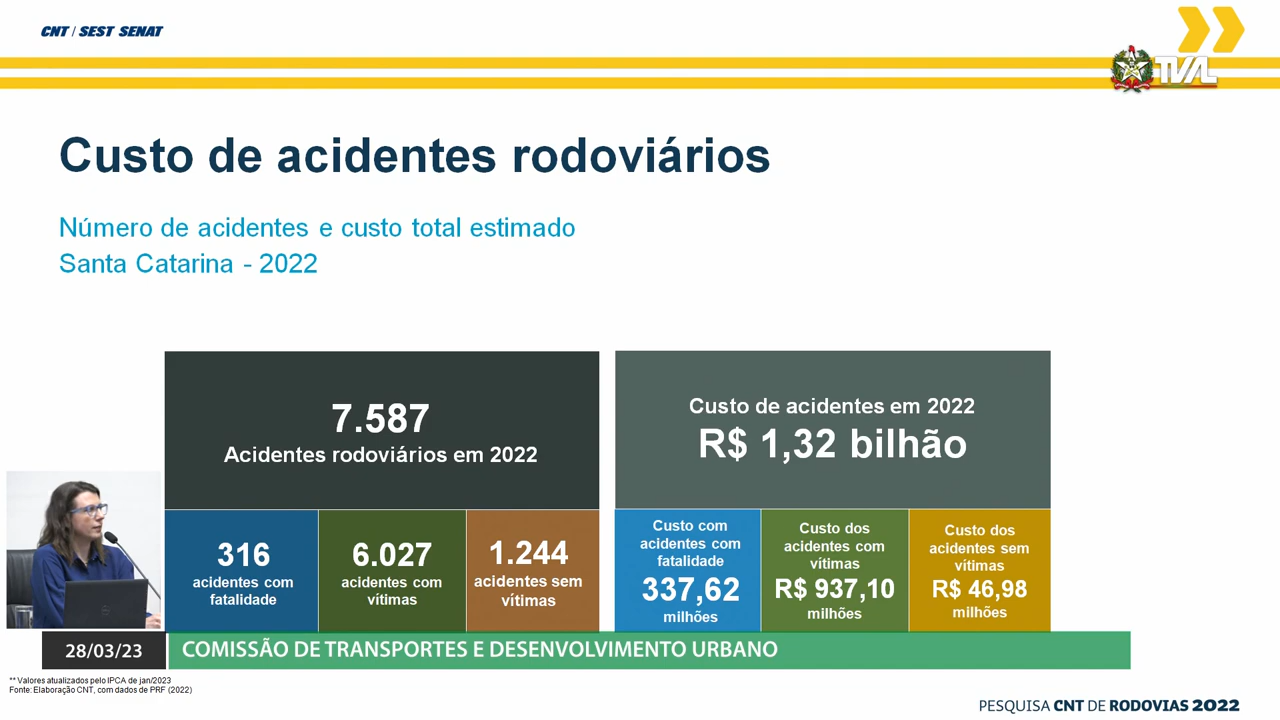 CNT / SEST SENAT
TVAL
Custo de acidentes rodoviários
Número de acidentes e custo total estimado
Santa Catarina - 2022
7.587
Acidentes rodoviários em 2022
316
acidentes com
fatalidade
6.027
acidentes com
vítimas
1.244
acidentes sem
vítimas
Custo de acidentes em 2022
R$ 1,32 bilhão
Custo com
acidentes com
fatalidade
337,62
milhões
Custo dos
acidentes com
vítimas
R$ 937,10
milhões
Custo dos
acidentes sem
vítimas
R$ 46,98
milhões
28/03/23
COMISSÃO DE TRANSPORTES E DESENVOLVIMENTO URBANO
** Valores atualizados pelo IPCA de jan/2023
Fonte: Elaboração CNT, com dados de PRF (2022)
PESQUISA CNT DE RODOVIAS 2022